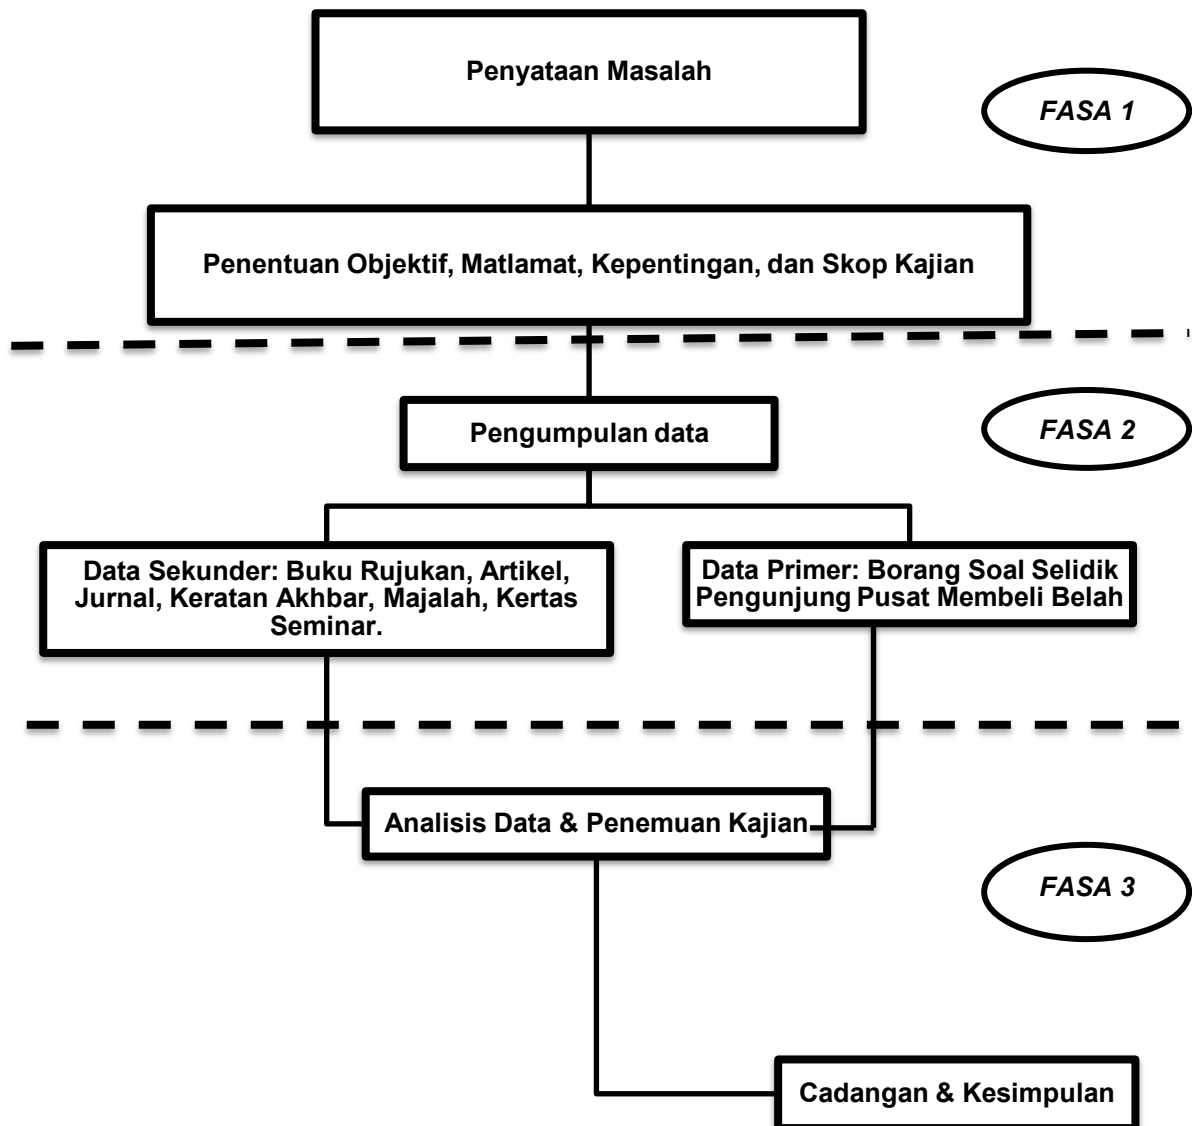 Penyataan Masalah
FASA 1
Penentuan Objektif, Matlamat, Kepentingan, dan Skop Kajian
Pengumpulan data
FASA 2
Data Sekunder: Buku Rujukan, Artikel,
Jurnal, Keratan Akhbar, Majalah, Kertas
Seminar.
Data Primer: Borang Soal Selidik
Pengunjung Pusat Membeli Belah
Analisis Data & Penemuan Kajian
FASA 3
Cadangan & Kesimpulan